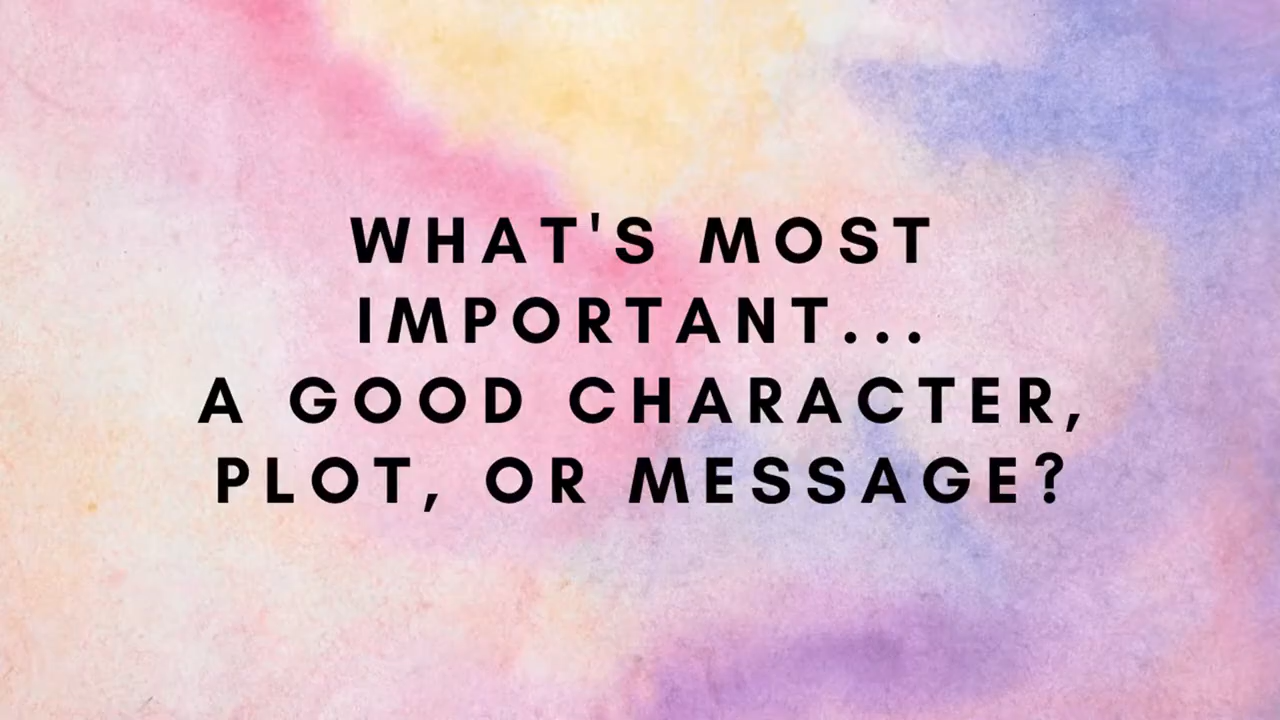 WHAT'S MOST
IMPORTANT...
A GOOD CHARACTER,
PLOT, OR MESSAGE?